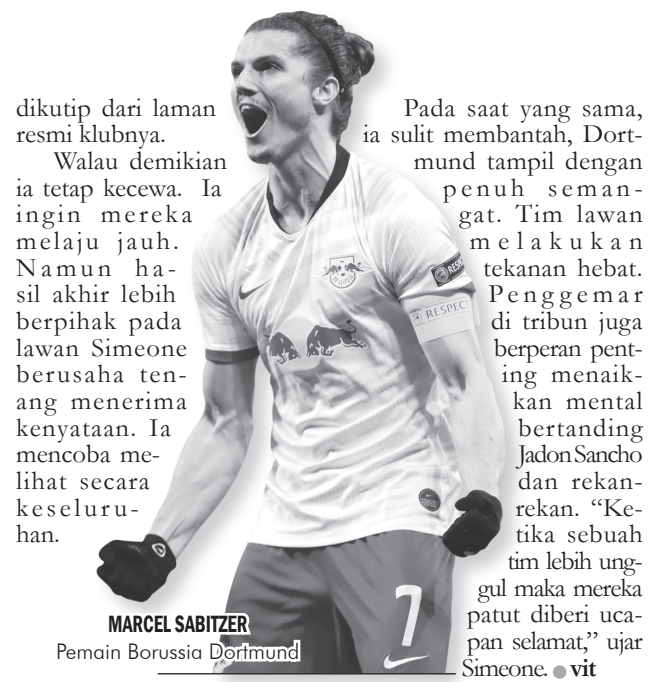 dikutip dari laman
resmi klubnya.
Walau demikian
ia tetap kecewa. Ia
ingin mereka
melaju jauh.
Namun ha-
sil akhir lebih
berpihak pada
lawan Simeone
berusaha ten-
ang menerima
kenyataan. Ia
mencoba me-
lihat secara
keseluru-
han.
Pada saat yang sama,
ia sulit membantah, Dort-
mund tampil dengan
penuh seman-
gat. Tim lawan
melakukan
tekanan hebat.
Penggemar
di tribun juga
berperan pent-
ing menaik-
kan mental
bertanding
Jadon Sancho
dan rekan-
rekan. “Ke-
tika sebuah
tim lebih ung-
gul maka mereka
patut diberi uca-
pan selamat,” ujar
Simeone. ● vit
RESPECT
7
MARCEL SABITZER
Pemain Borussia Dortmund